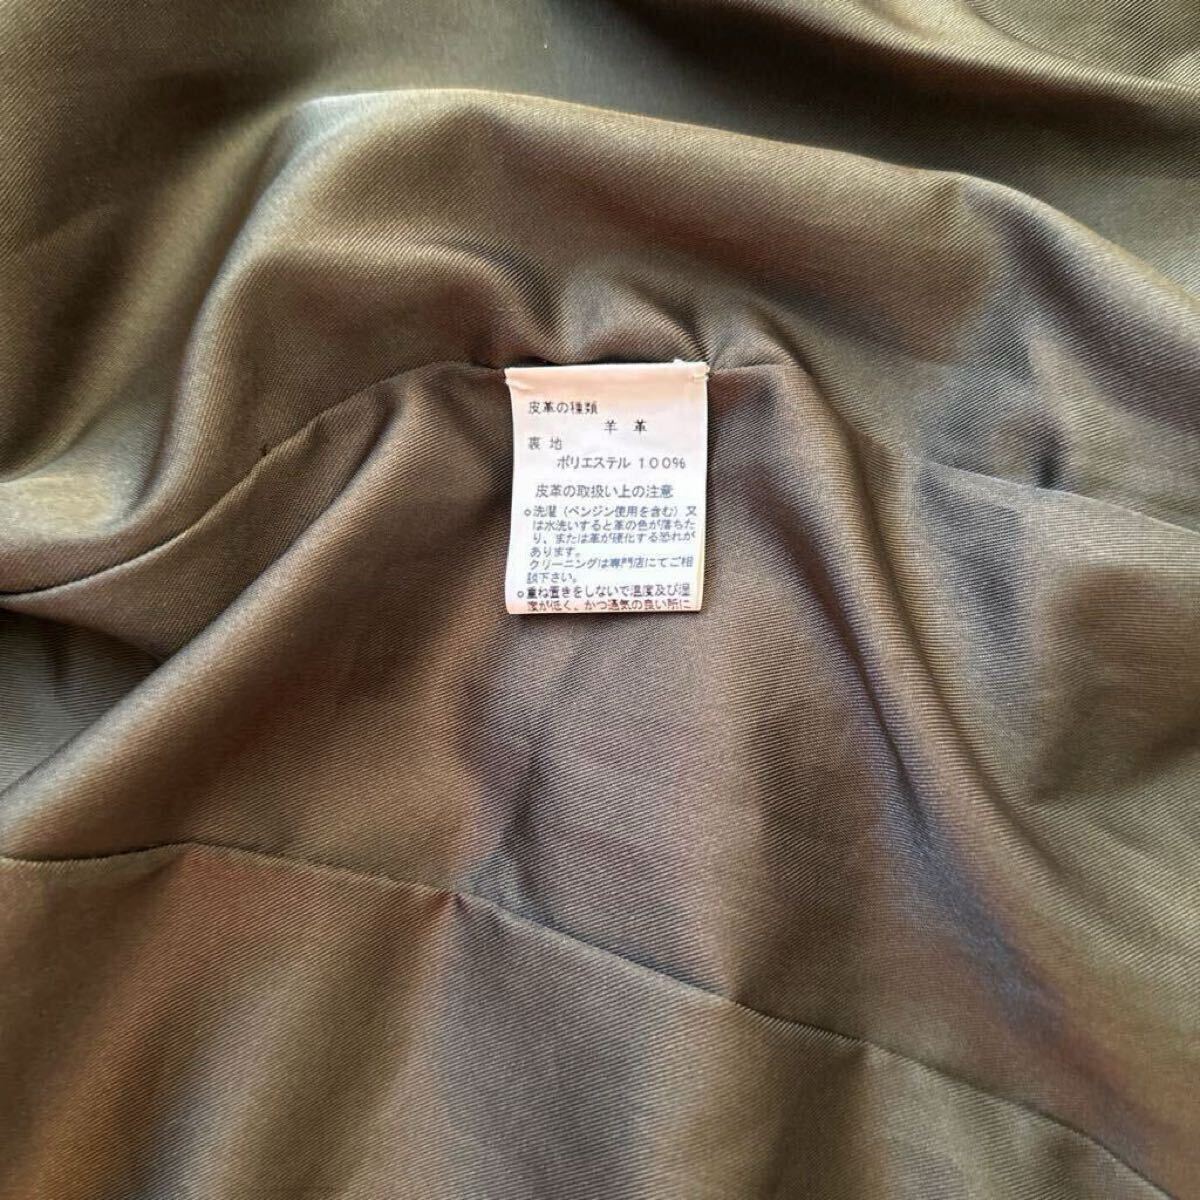 皮革の種類
羊 革
裏 地
ポリエステル 100%
皮革の取扱い上の注意
○洗濯（ベンジン使用を含む）又
は水洗いすると革の色が落ちた
り、または革が硬化する恐れが
あります。
クリーニングは専門店にてご相
談下さい。
○重ね置きをしないで温度及び湿
度が低く、かつ通気の良い所に